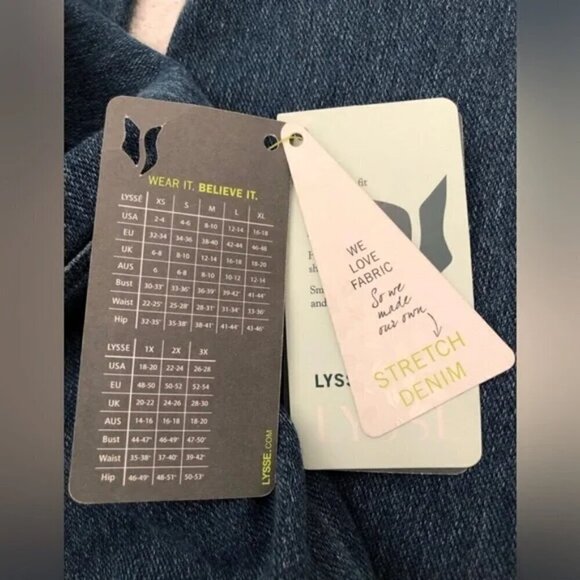 WEAR IT. BELIEVE IT.
LYSSÉ XS S M L XL
USA 2-4 4-6 8-10 12-14 16-18
EU 32-34 34-36 38-40 42-44 46-48
UK 6-8 8-10 10-12 14-16 18-20
AUS 6 6-8 8-10 10-12 12-14
Bust 30-33" 33-36" 36-39" 39-42" 41-44"
Waist 22-25" 25-28" 28-31" 31-34" 33-36"
Hip 32-35" 35-38" 38-41" 41-44" 43-46"
LYSSE 1X 2X 3X
USA 18-20 22-24 26-28
EU 48-50 50-52 52-54
UK 20-22 24-26 28-30
AUS 14-16 16-18 18-20
Bust 44-47" 46-49" 47-50"
Waist 35-38" 37-40" 39-42"
Hip 46-49" 48-51" 50-53"
LYSSE.COM
fit
Sm
and
LYSS
LYSSE
WE
LOVE
FABRIC
So we
made
our own
STRETCH
DENIM